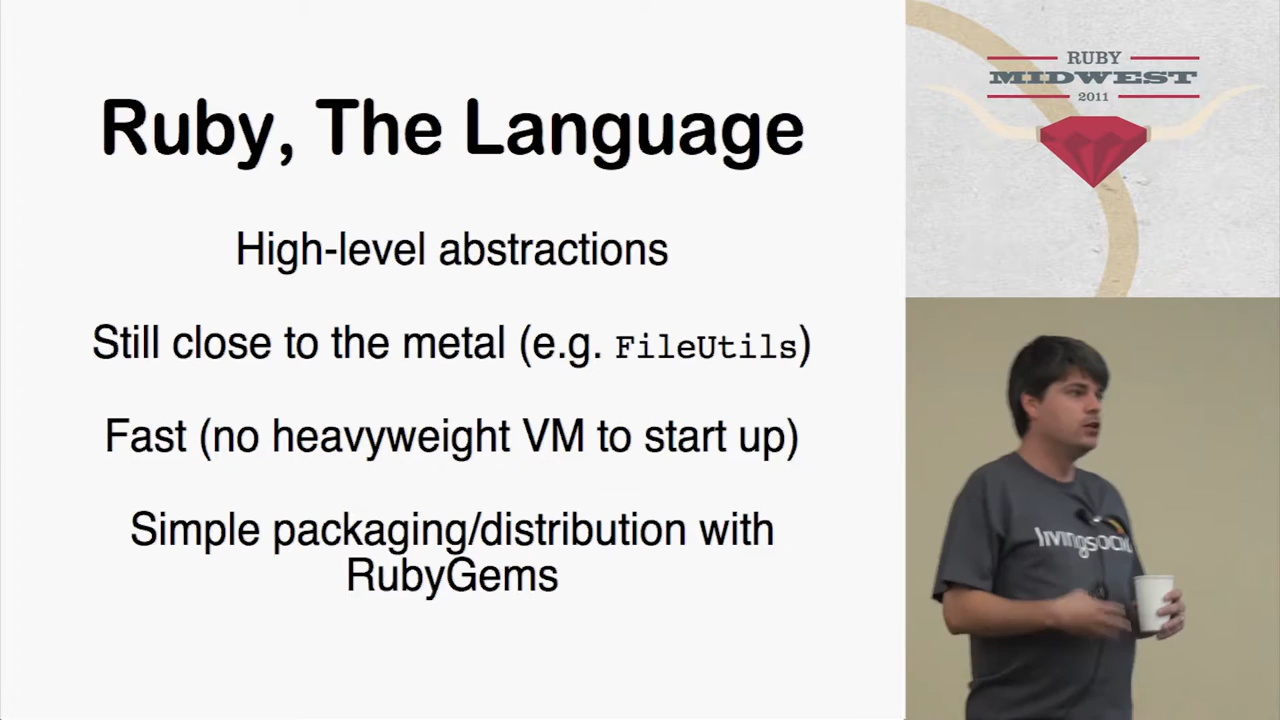 Ruby, The Language
High-level abstractions
Still close to the metal (e.g. FileUtils)
Fast (no heavyweight VM to start up)
Simple packaging/distribution with
RubyGems
RUBY
MIDWEST
2011
livingsocial